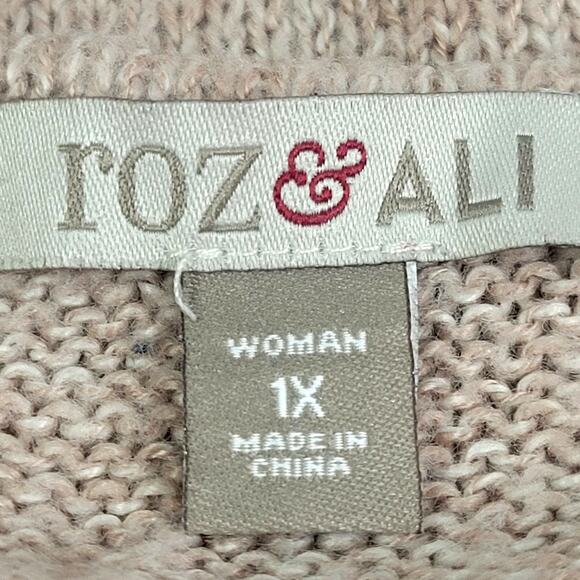 roz & ALI
WOMAN
1X
MADE IN
CHINA